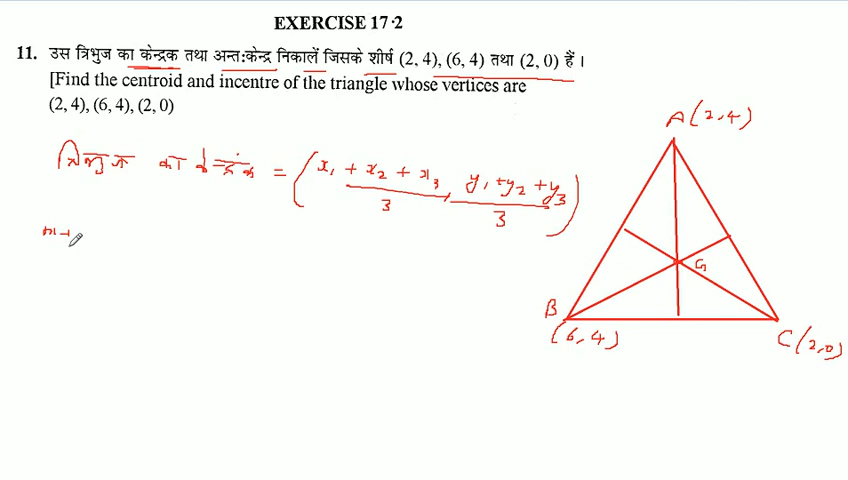 EXERCISE 17·2
11. उस त्रिभुज का केन्द्रक तथा अन्त:केन्द्र निकालें जिसके शीर्ष (2, 4), (6, 4) तथा (2, 0) हैं।
[Find the centroid and incentre of the triangle whose vertices are
(2, 4), (6, 4), (2, 0)
A(2,4)
त्रिभुज का केन्द्रक = (x₁ + x₂ + x₃ / 3, y₁ + y₂ + y₃ / 3)
G
B
(6,4)
C(2,0)